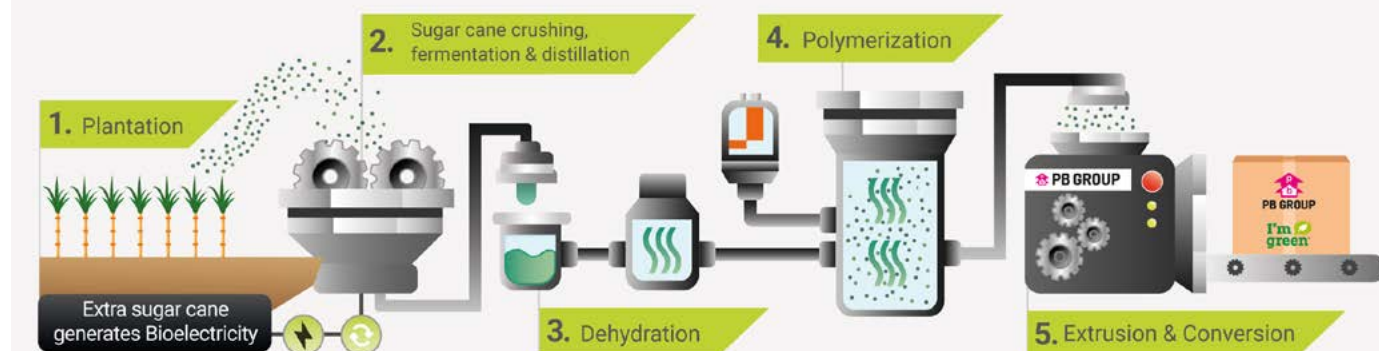 1. Plantation
2. Sugar cane crushing,
fermentation & distillation
Extra sugar cane
generates Bioelectricity
3. Dehydration
4. Polymerization
PB GROUP
5. Extrusion & Conversion
p
b
PB GROUP
I'm
green